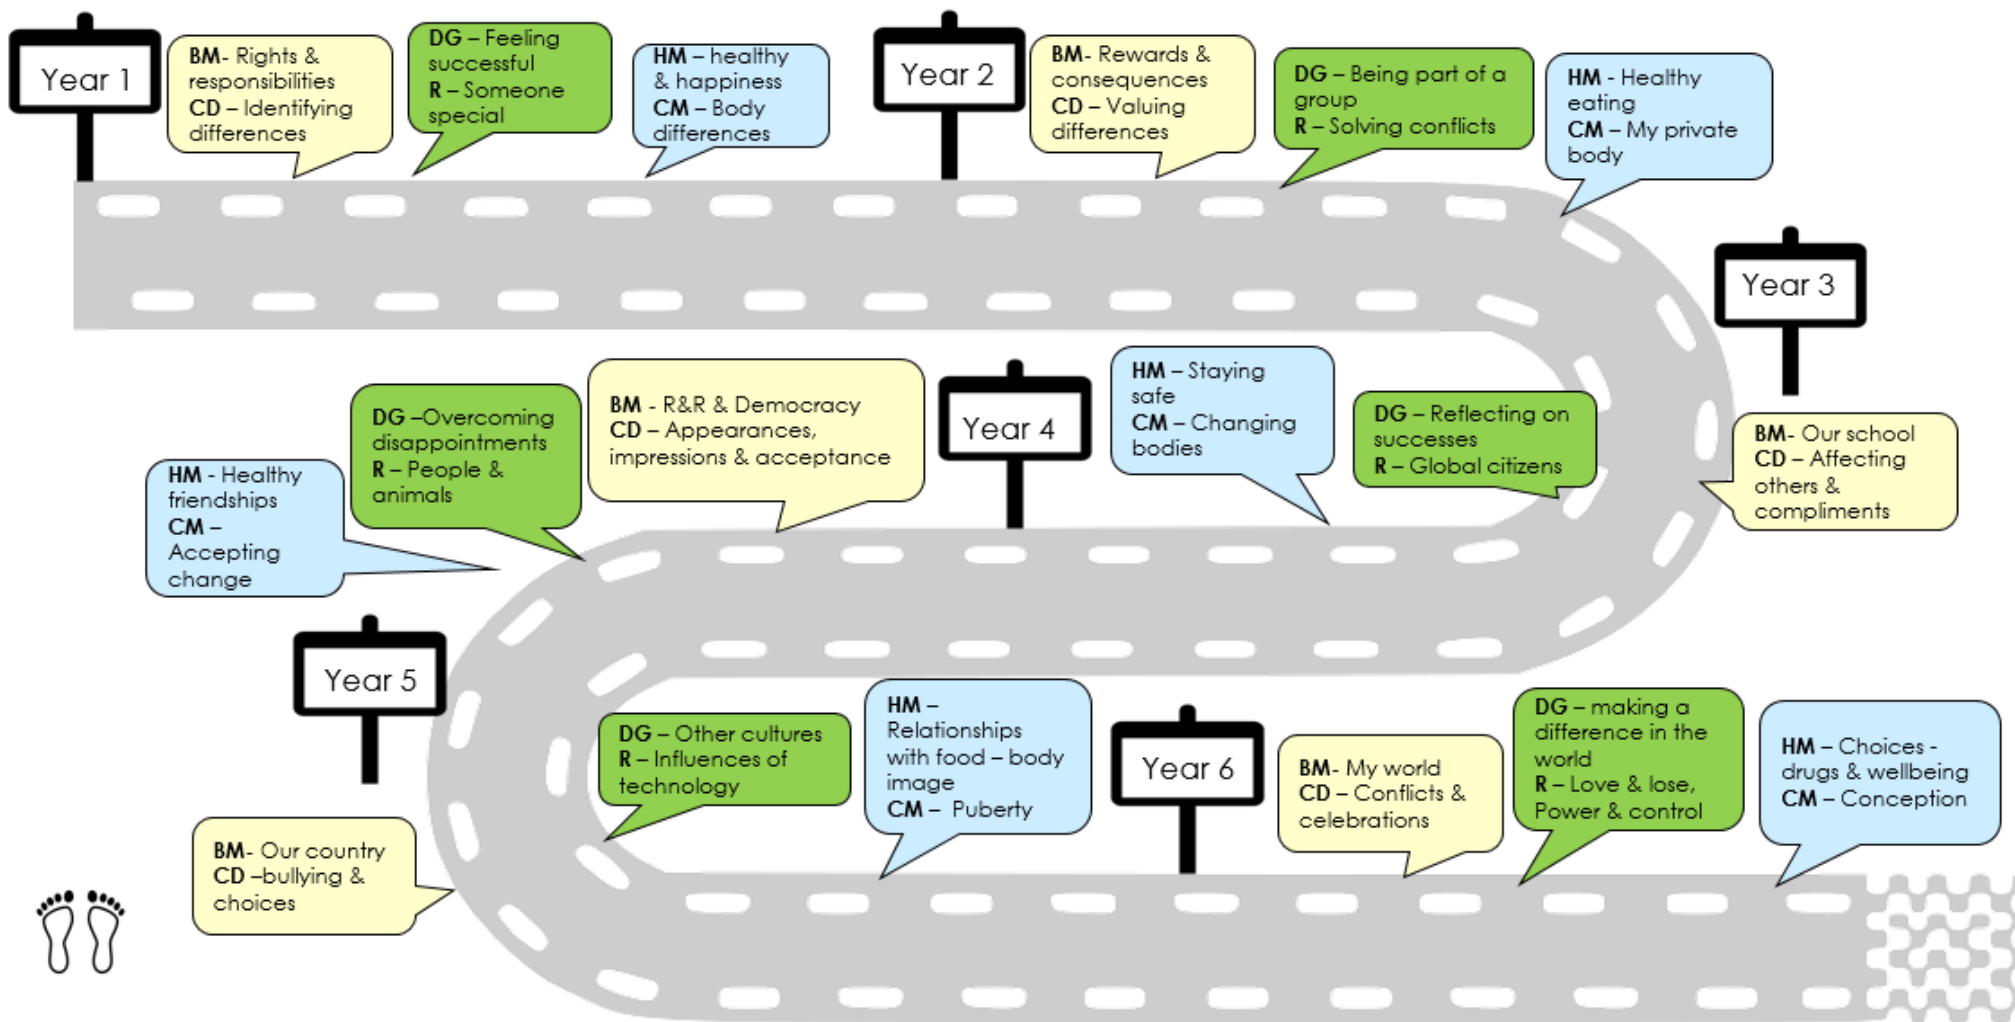 Year 1
BM- Rights &
responsibilities
CD – Identifying
differences
DG – Feeling
successful
R – Someone
special
HM – healthy
& happiness
CM – Body
differences
Year 2
BM- Rewards &
consequences
CD – Valuing
differences
DG – Being part of a
group
R – Solving conflicts
HM - Healthy
eating
CM – My private
body
Year 3
BM- Our school
CD – Affecting
others &
compliments
DG – Reflecting on
successes
R – Global citizens
HM – Staying
safe
CM – Changing
bodies
Year 4
BM - R&R & Democracy
CD – Appearances,
impressions & acceptance
DG –Overcoming
disappointments
R – People &
animals
HM - Healthy
friendships
CM –
Accepting
change
Year 5
BM- Our country
CD –bullying &
choices
DG – Other cultures
R – Influences of
technology
HM –
Relationships
with food – body
image
CM – Puberty
Year 6
BM- My world
CD – Conflicts &
celebrations
DG – making a
difference in the
world
R – Love & lose,
Power & control
HM – Choices -
drugs & wellbeing
CM – Conception